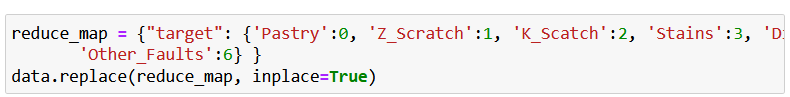 reduce_map = {"target": {'Pastry':0, 'Z_Scratch':1, 'K_Scatch':2, 'Stains':3,
'Other_Faults':6} }
data.replace(reduce_map, inplace=True)